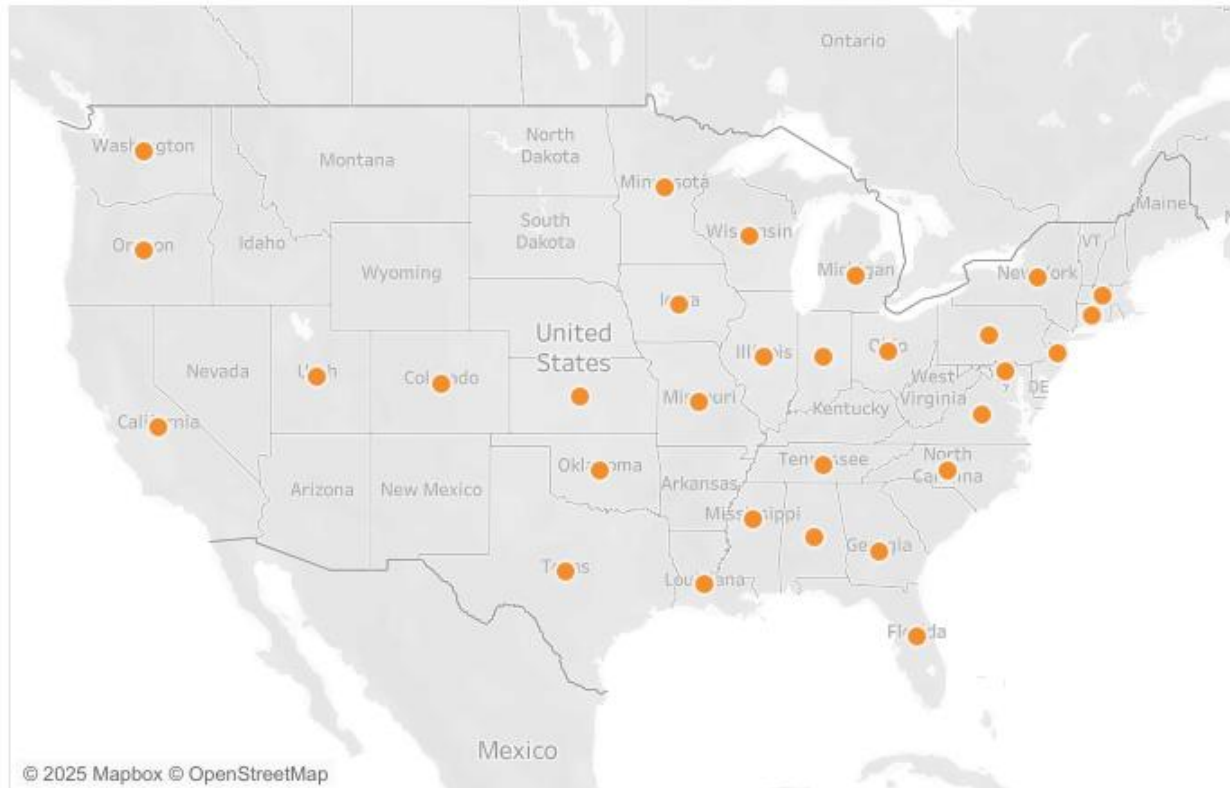 Ontario
Washington
Montana
North
Dakota
Minnesota
Maine
Oregon
Idaho
South
Dakota
Wisconsin
VT
Wyoming
Michigan
New York
Iowa
United
States
Nevada
Utah
Colorado
Illinois
Ohio
West
Virginia
DE
California
Missouri
Kentucky
Arizona
New Mexico
Oklahoma
Arkansas
Tennessee
North
Carolina
Mississippi
Georgia
Texas
Louisiana
Florida
Mexico
© 2025 Mapbox © OpenStreetMap